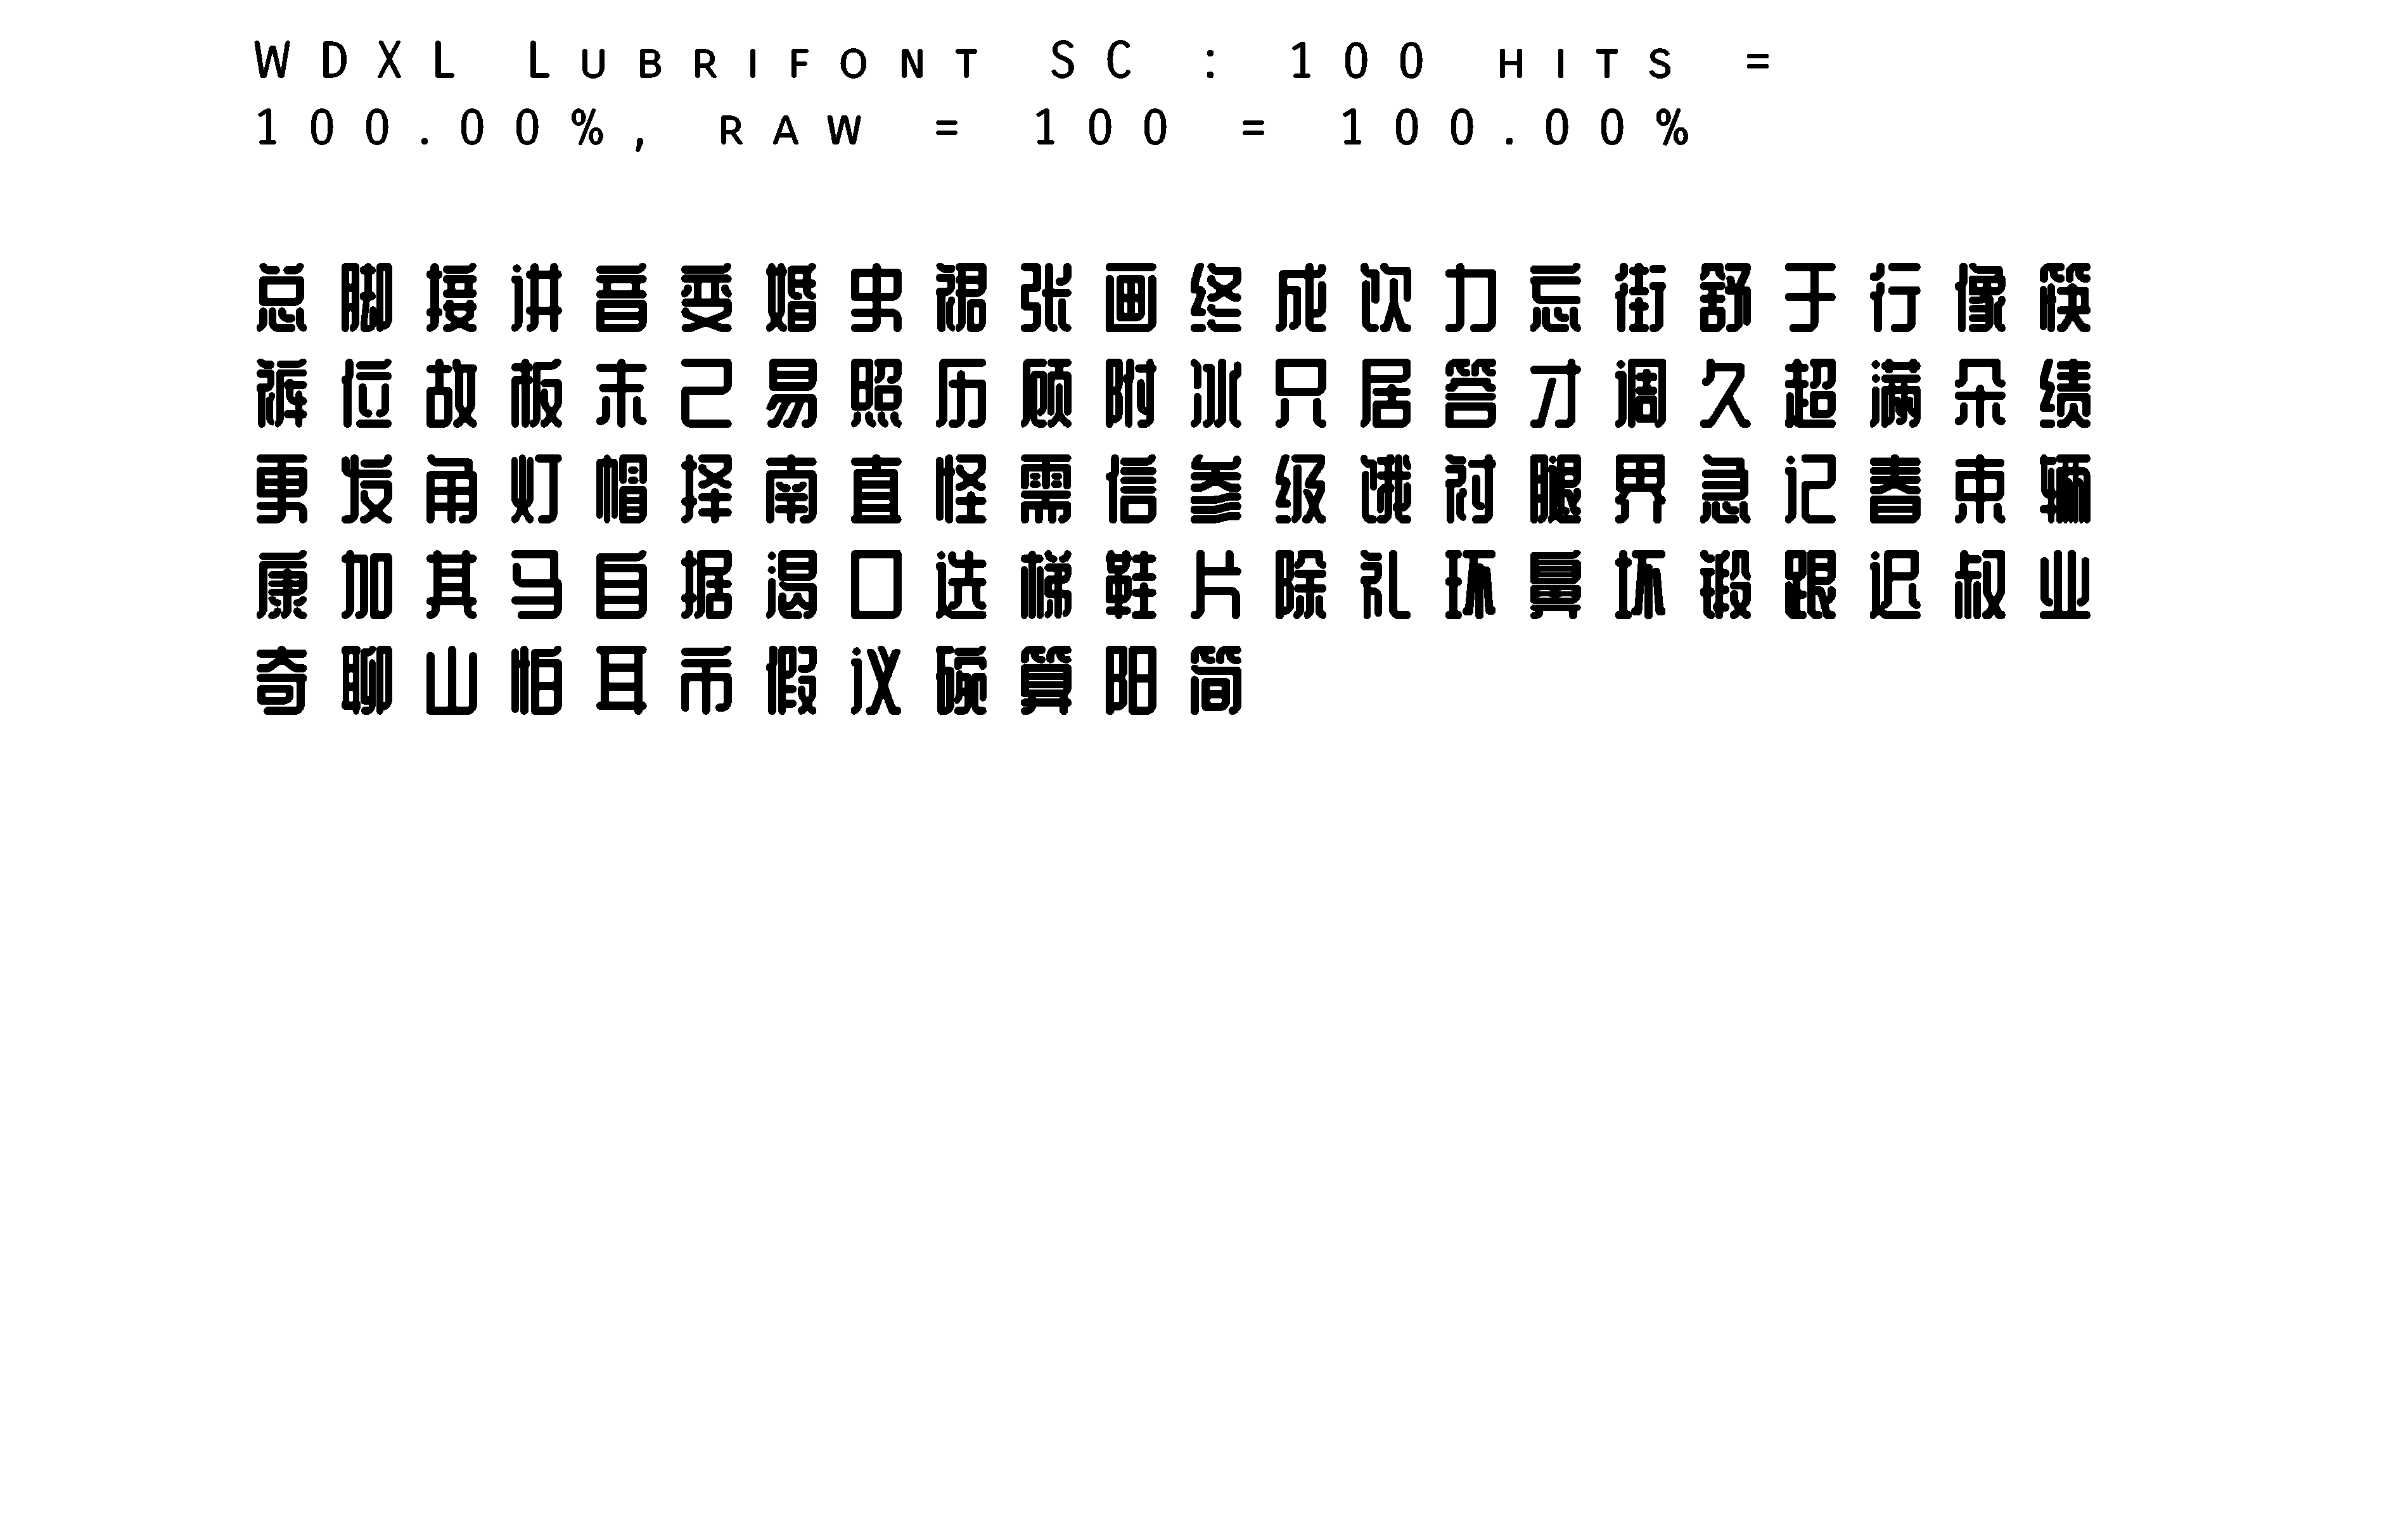 WDXL Lubrifont SC : 100 hits =
100.00%, raw = 100 = 100.00%
总脚接讲音变婚虫裙张画终成饮力忘街舒于行像筷
裤位故板未己易照历顾附冰只居答才调久超满朵绩
更发角灯帽择南直怪需信参级饿衬腿界急记春束辆
康加其马自据渴口选梯鞋片除礼环鼻坏锻跟迟叔业
奇聊山怕耳市假议碗算阳简